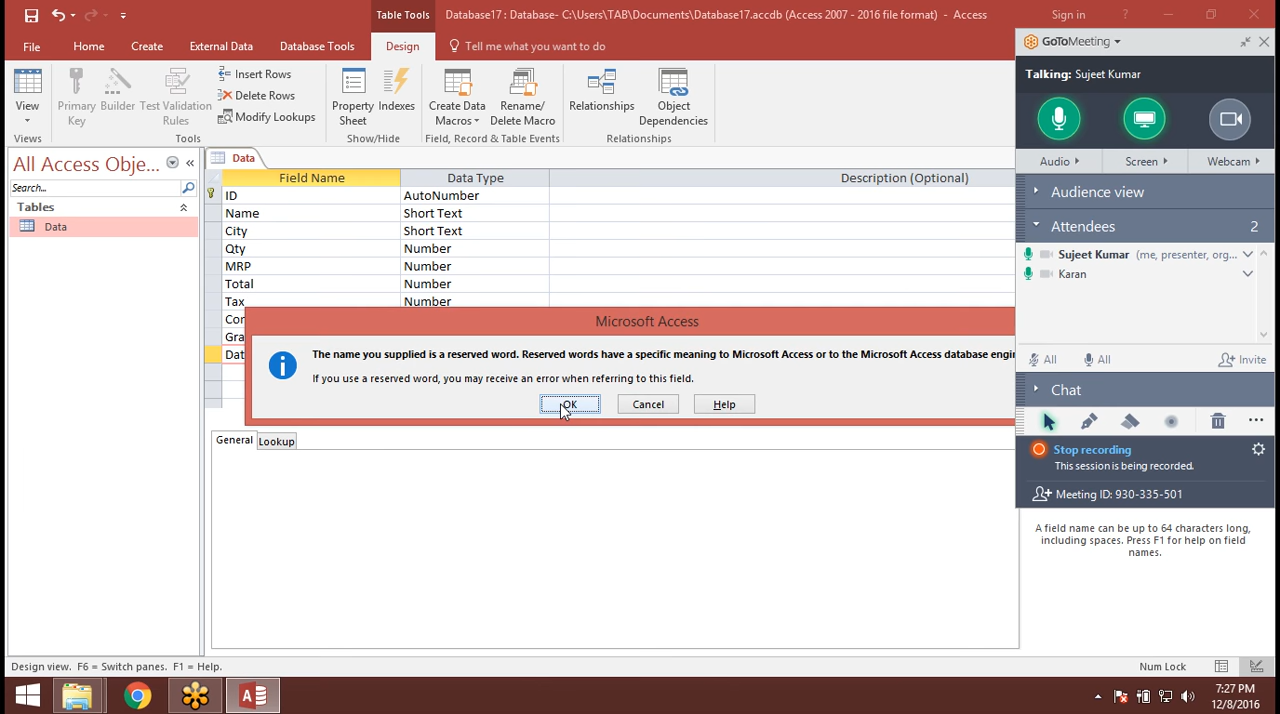 Table Tools
Database17 : Database- C:\Users\TAB\Documents\Database17.accdb (Access 2007 - 2016 file format) - Access
Sign in
?
File
Home
Create
External Data
Database Tools
Design
Tell me what you want to do
View
Primary Key
Builder
Test Validation Rules
Insert Rows
Delete Rows
Modify Lookups
Property Sheet
Indexes
Create Data Macros
Rename/ Delete Macro
Relationships
Object Dependencies
Views
Tools
Show/Hide
Field, Record & Table Events
Relationships
All Access Obje...
Search...
Tables
Data
Data
Field Name
Data Type
Description (Optional)
ID
AutoNumber
Name
Short Text
City
Short Text
Qty
Number
MRP
Number
Total
Number
Tax
Number
Con
Gra
Dat
Microsoft Access
The name you supplied is a reserved word. Reserved words have a specific meaning to Microsoft Access or to the Microsoft Access database engin
If you use a reserved word, you may receive an error when referring to this field.
OK
Cancel
Help
General
Lookup
GoToMeeting
Talking: Sujeet Kumar
Audio
Screen
Webcam
Audience view
Attendees
2
Sujeet Kumar (me, presenter, org...
Karan
All
All
Invite
Chat
Stop recording
This session is being recorded.
Meeting ID: 930-335-501
A field name can be up to 64 characters long,
including spaces. Press F1 for help on field
names.
Design view. F6 = Switch panes. F1 = Help.
Num Lock
7:27 PM
12/8/2016